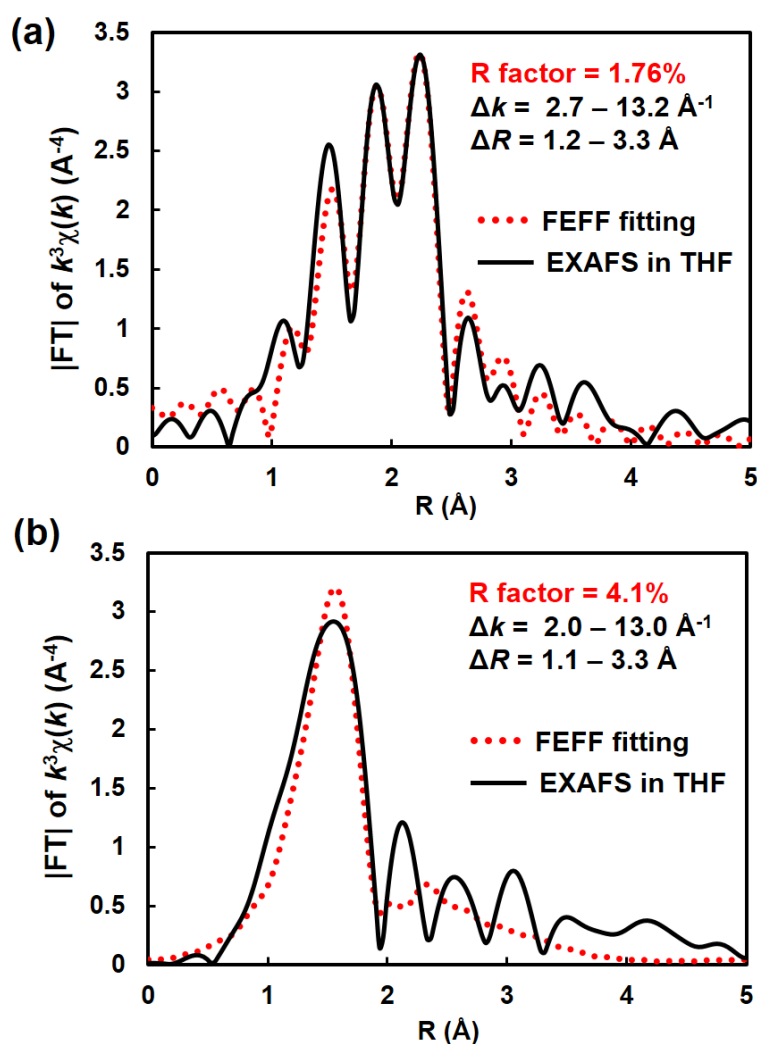 (a)
|FT| of k³χ(k) (A⁻⁴)
3.5
3
2.5
2
1.5
1
0.5
0
R factor = 1.76%
Δk = 2.7 – 13.2 Å⁻¹
ΔR = 1.2 – 3.3 Å
FEFF fitting
EXAFS in THF
0 1 2 3 4 5
R (Å)
(b)
|FT| of k³χ(k) (A⁻⁴)
3.5
3
2.5
2
1.5
1
0.5
0
R factor = 4.1%
Δk = 2.0 – 13.0 Å⁻¹
ΔR = 1.1 – 3.3 Å
FEFF fitting
EXAFS in THF
0 1 2 3 4 5
R (Å)